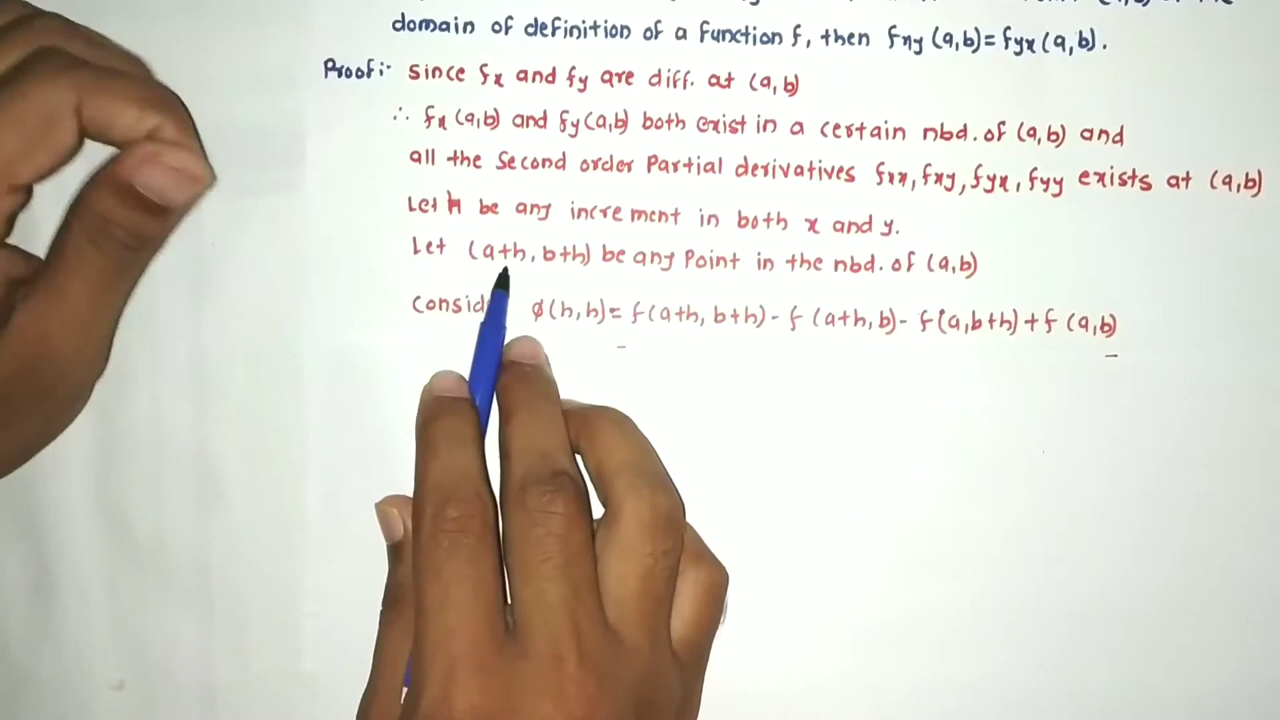 domain of definition of a function f, then fxy (a,b) = fyx (a,b).
Proof:- since fx and fy are diff. at (a,b)
∴ fx (a,b) and fy (a,b) both exist in a certain nbd. of (a,b) and
all the second order Partial derivatives fxx, fxy, fyx, fyy exists at (a,b)
Let h be any increment in both x and y.
Let (a+h, b+h) be any Point in the nbd. of (a,b)
ϕ(h,h) = f(a+h, b+h) - f (a+h, b) - f (a, b+h) + f (a,b)